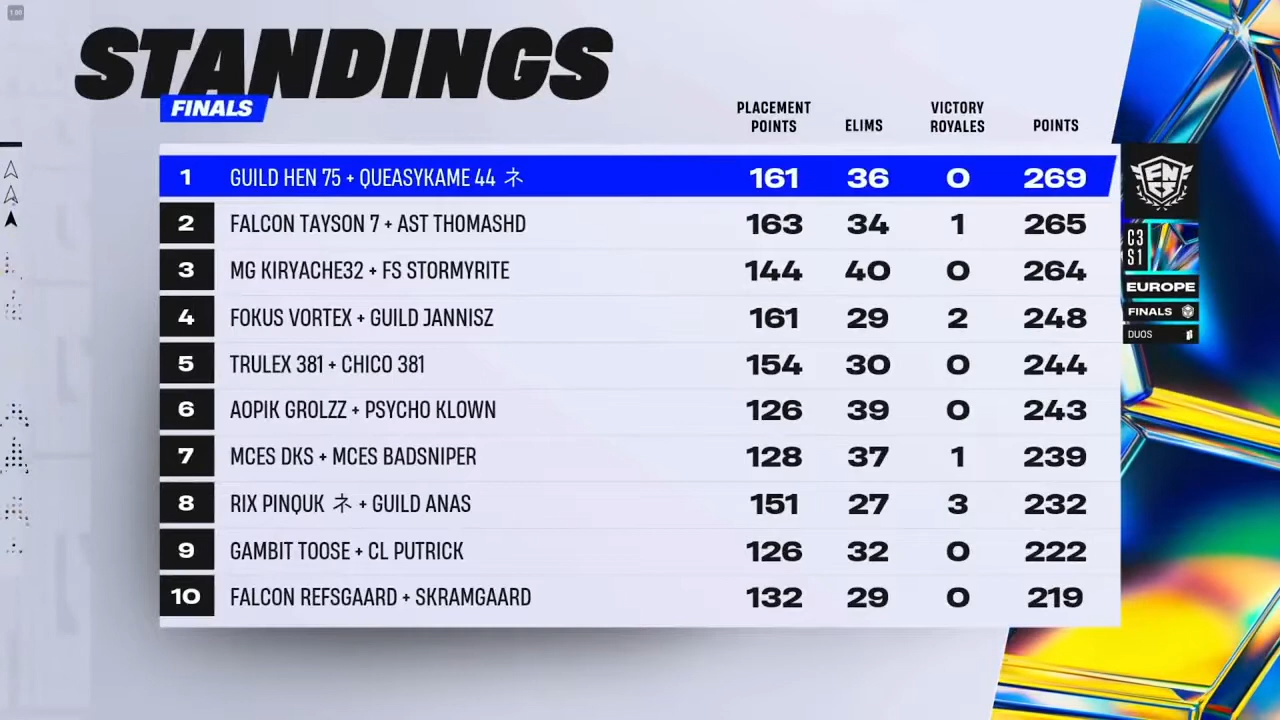 STANDINGS
FINALS
PLACEMENT POINTS ELIMS VICTORY ROYALES POINTS
1 GUILD HEN 75 + QUEASYKAME 44 ネ 161 36 0 269
2 FALCON TAYSON 7 + AST THOMASHD 163 34 1 265
3 MG KIRYACHE32 + FS STORMYRITE 144 40 0 264
4 FOKUS VORTEX + GUILD JANNISZ 161 29 2 248
5 TRULEX 381 + CHICO 381 154 30 0 244
6 AOPIK GROLZZ + PSYCHO KLOWN 126 39 0 243
7 MCES DKS + MCES BADSNIPER 128 37 1 239
8 RIX PINQUK ネ + GUILD ANAS 151 27 3 232
9 GAMBIT TOOSE + CL PUTRICK 126 32 0 222
10 FALCON REFSGAARD + SKRAMGAARD 132 29 0 219
FNCS
C3
S1
EUROPE
FINALS
DUOS